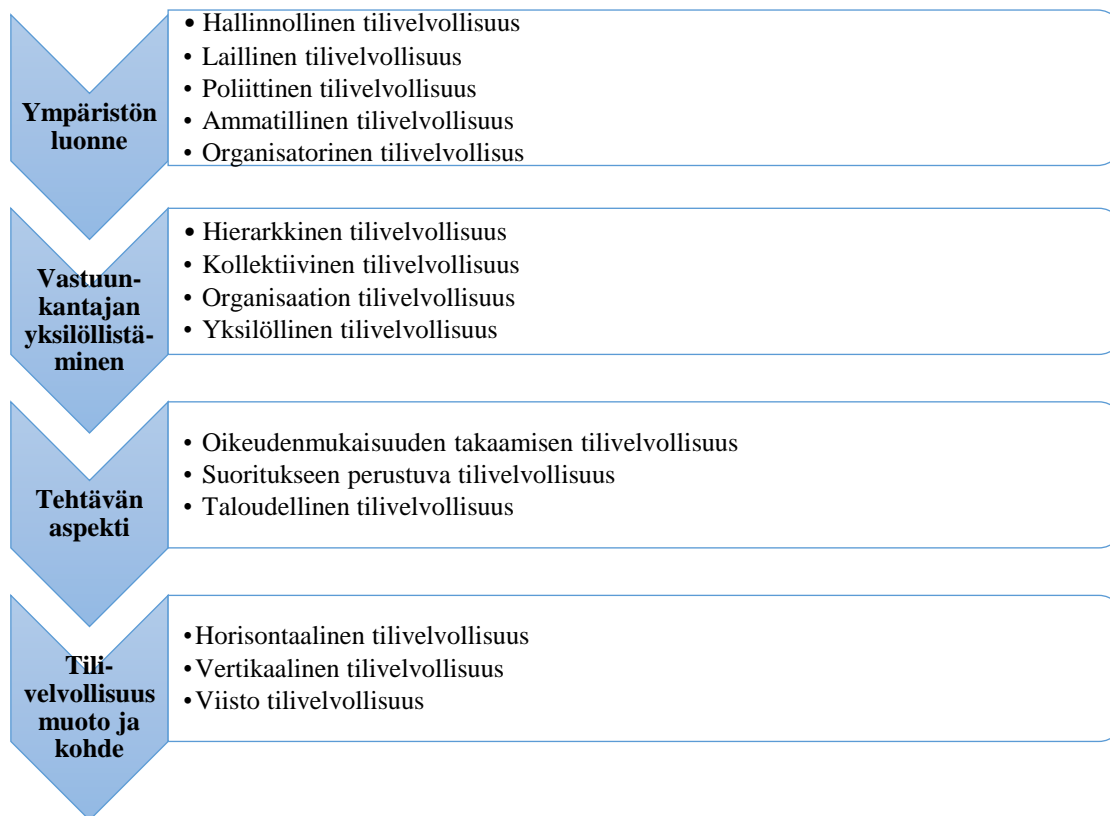 Ympäristön
luonne
• Hallinnollinen tilivelvollisuus
• Laillinen tilivelvollisuus
• Poliittinen tilivelvollisuus
• Ammatillinen tilivelvollisuus
• Organisatorinen tilivelvollisus
Vastuun-
kantajan
yksilöllistä-
minen
• Hierarkkinen tilivelvollisuus
• Kollektiivinen tilivelvollisuus
• Organisaation tilivelvollisuus
• Yksilöllinen tilivelvollisuus
Tehtävän
aspekti
• Oikeudenmukaisuuden takaamisen tilivelvollisuus
• Suoritukseen perustuva tilivelvollisuus
• Taloudellinen tilivelvollisuus
Tili-
velvollisuus
muoto ja
kohde
• Horisontaalinen tilivelvollisuus
• Vertikaalinen tilivelvollisuus
• Viisto tilivelvollisuus